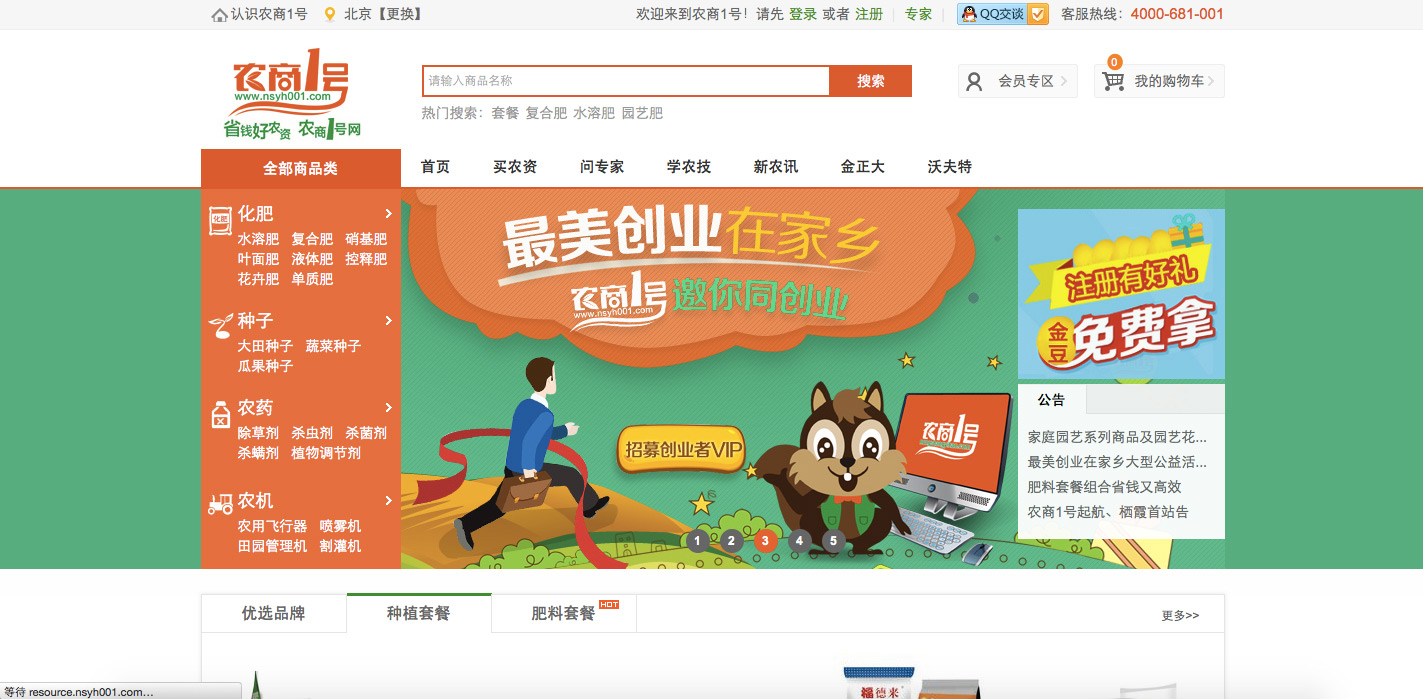 认识农商1号 北京【更换】 欢迎来到农商1号！请先 登录 或者 注册 专家 QQ交谈 客服热线：4000-681-001
农商1号
www.nsyh001.com
省钱好农资 农商1号网
请输入商品名称 搜索
热门搜索：套餐 复合肥 水溶肥 园艺肥
会员专区
0
我的购物车
全部商品类 首页 买农资 问专家 学农技 新农讯 金正大 沃夫特
化肥
化肥
水溶肥 复合肥 硝基肥
叶面肥 液体肥 控释肥
花卉肥 单质肥
种子
大田种子 蔬菜种子
瓜果种子
农药
除草剂 杀虫剂 杀菌剂
杀螨剂 植物调节剂
农机
农用飞行器 喷雾机
田园管理机 割灌机
最美创业在家乡
农商1号
www.nsyh001.com
邀你同创业
招募创业者VIP
农商1号
1 2 3 4 5
注册有好礼
金豆 免费拿
公告
家庭园艺系列商品及园艺花...
最美创业在家乡大型公益活...
肥料套餐组合省钱又高效
农商1号起航、栖霞首站告
优选品牌 种植套餐 肥料套餐 HOT 更多>>
福德来
等待 resource.nsyh001.com...